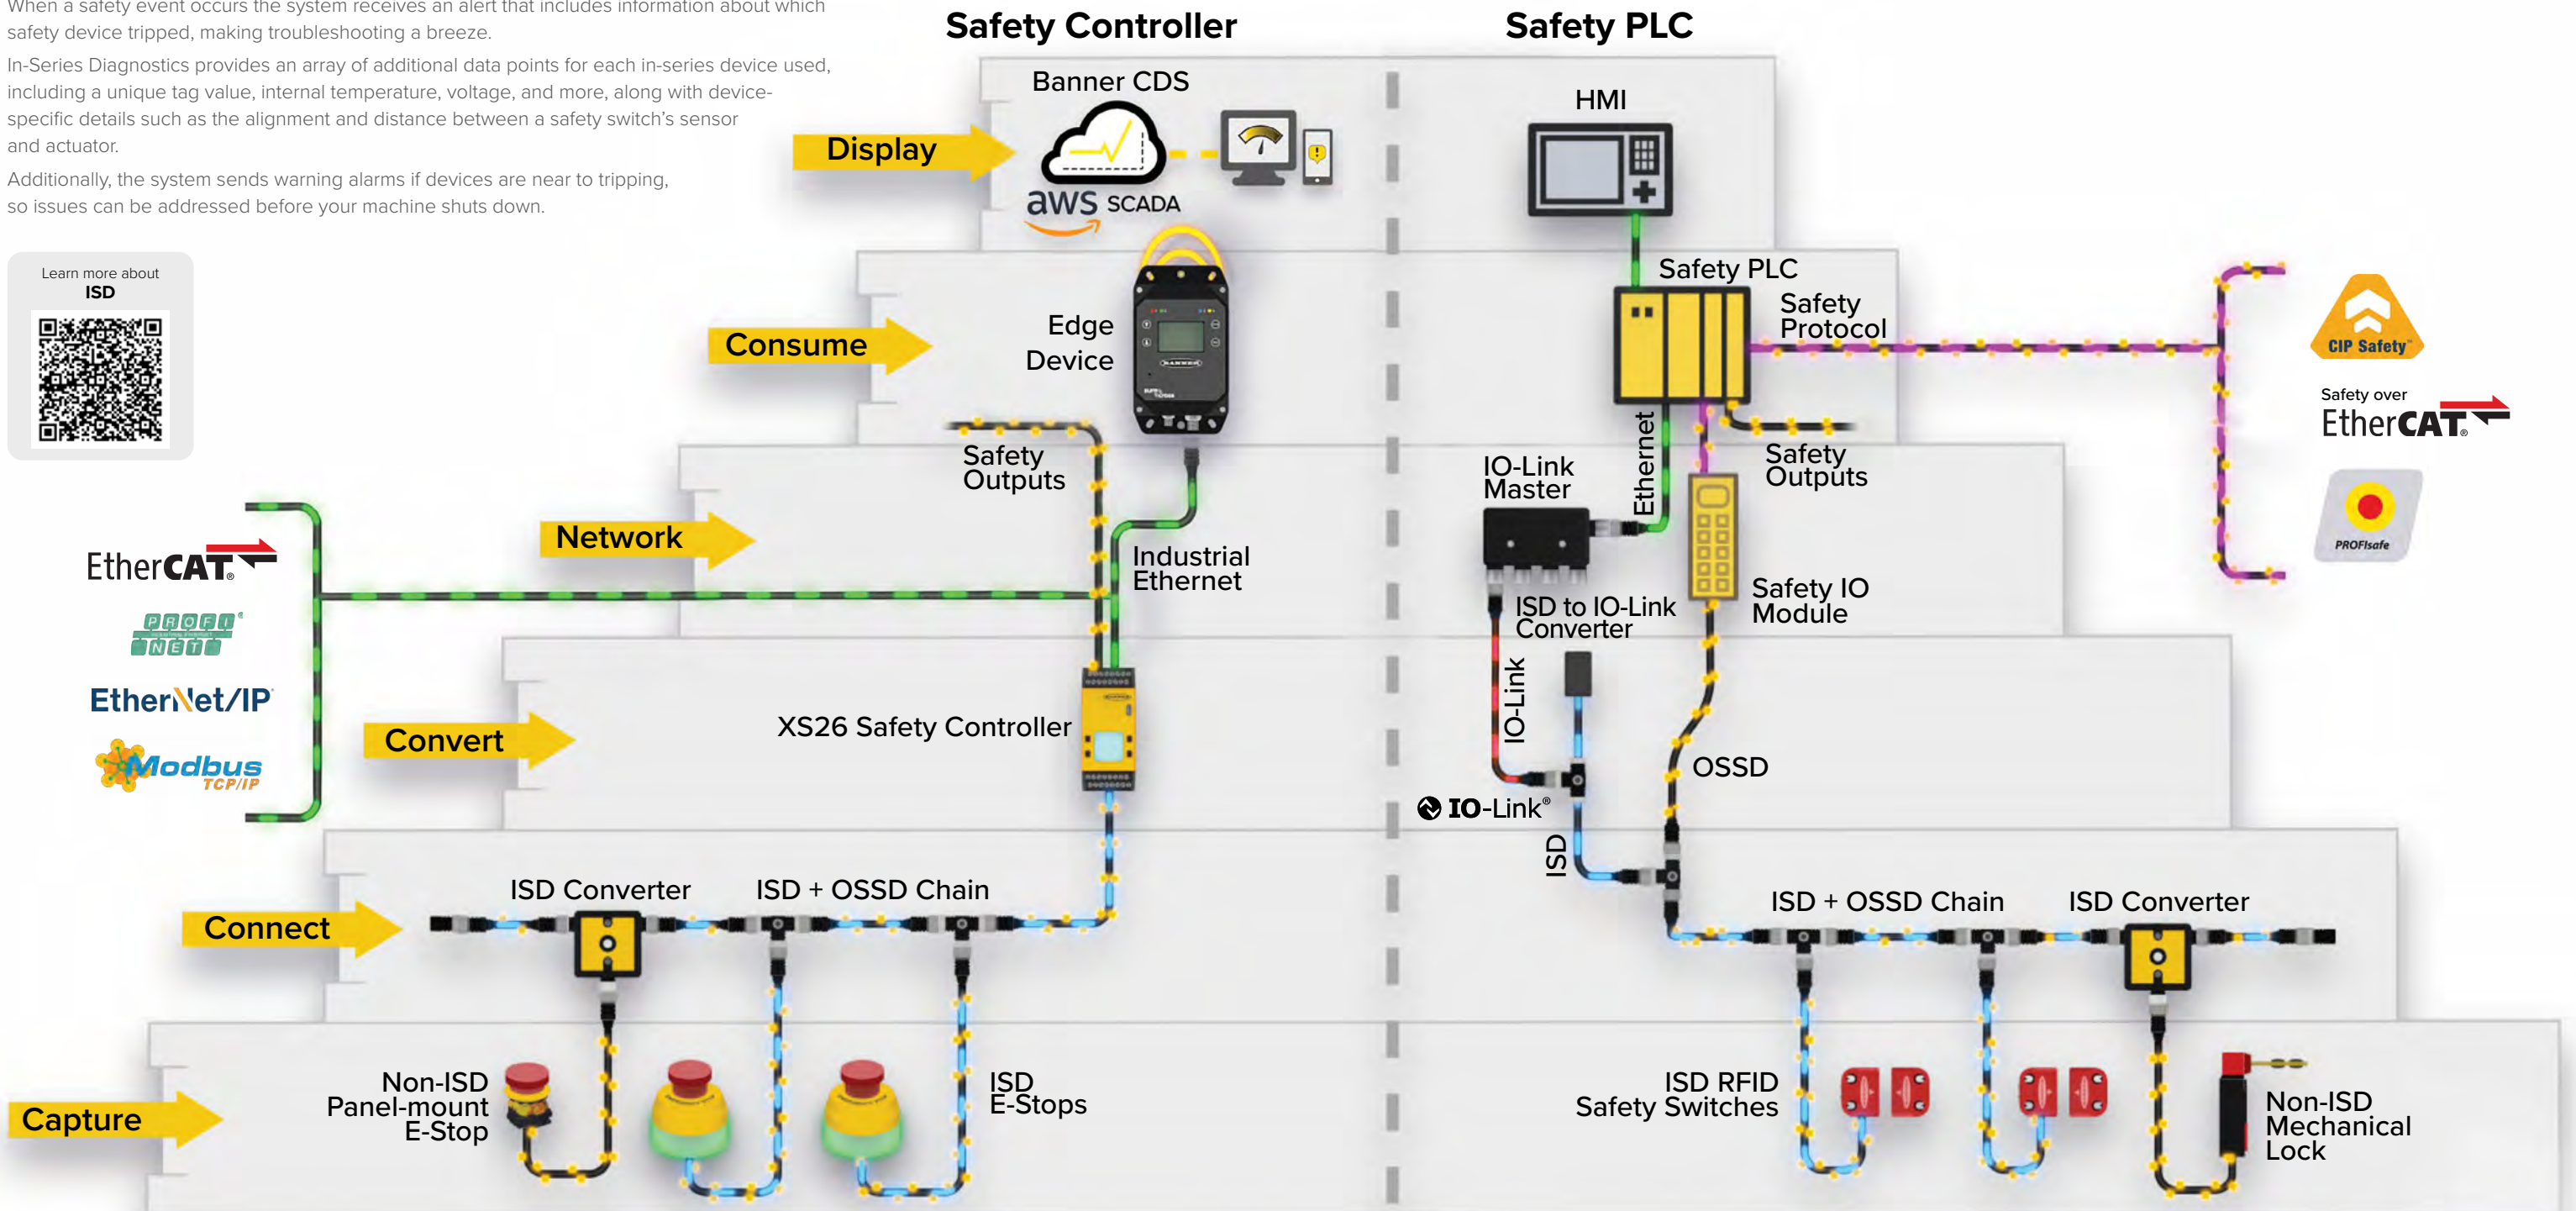 When a safety event occurs the system receives an alert that includes information about which
safety device tripped, making troubleshooting a breeze.
In-Series Diagnostics provides an array of additional data points for each in-series device used,
including a unique tag value, internal temperature, voltage, and more, along with device-
specific details such as the alignment and distance between a safety switch's sensor
and actuator.
Additionally, the system sends warning alarms if devices are near to tripping,
so issues can be addressed before your machine shuts down.
Learn more about
ISD
Safety Controller
Safety PLC
Display
Banner CDS
aws SCADA
HMI
Consume
Edge
Device
BANNER
Safety PLC
Safety
Protocol
CIP Safety™
Safety over
EtherCAT®
PROFIsafe
Network
Safety
Outputs
Industrial
Ethernet
IO-Link
Master
Ethernet
Safety
Outputs
Safety IO
Module
EtherCAT®
PROFI®
NET
EtherNet/IP
Modbus
TCP/IP
Convert
XS26 Safety Controller
ISD to IO-Link
Converter
IO-Link
IO-Link®
OSSD
ISD
Connect
ISD Converter
ISD + OSSD Chain
ISD + OSSD Chain
ISD Converter
Capture
Non-ISD
Panel-mount
E-Stop
ISD
E-Stops
ISD RFID
Safety Switches
Non-ISD
Mechanical
Lock